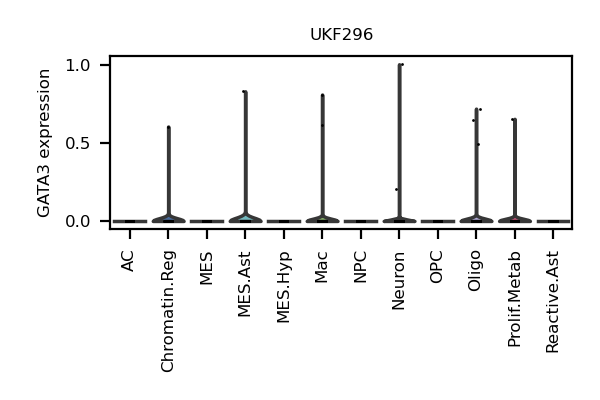 UKF296
GATA3 expression
1.0
0.5
0.0
AC
Chromatin.Reg
MES
MES.Ast
MES.Hyp
Mac
NPC
Neuron
OPC
Oligo
Prolif.Metab
Reactive.Ast